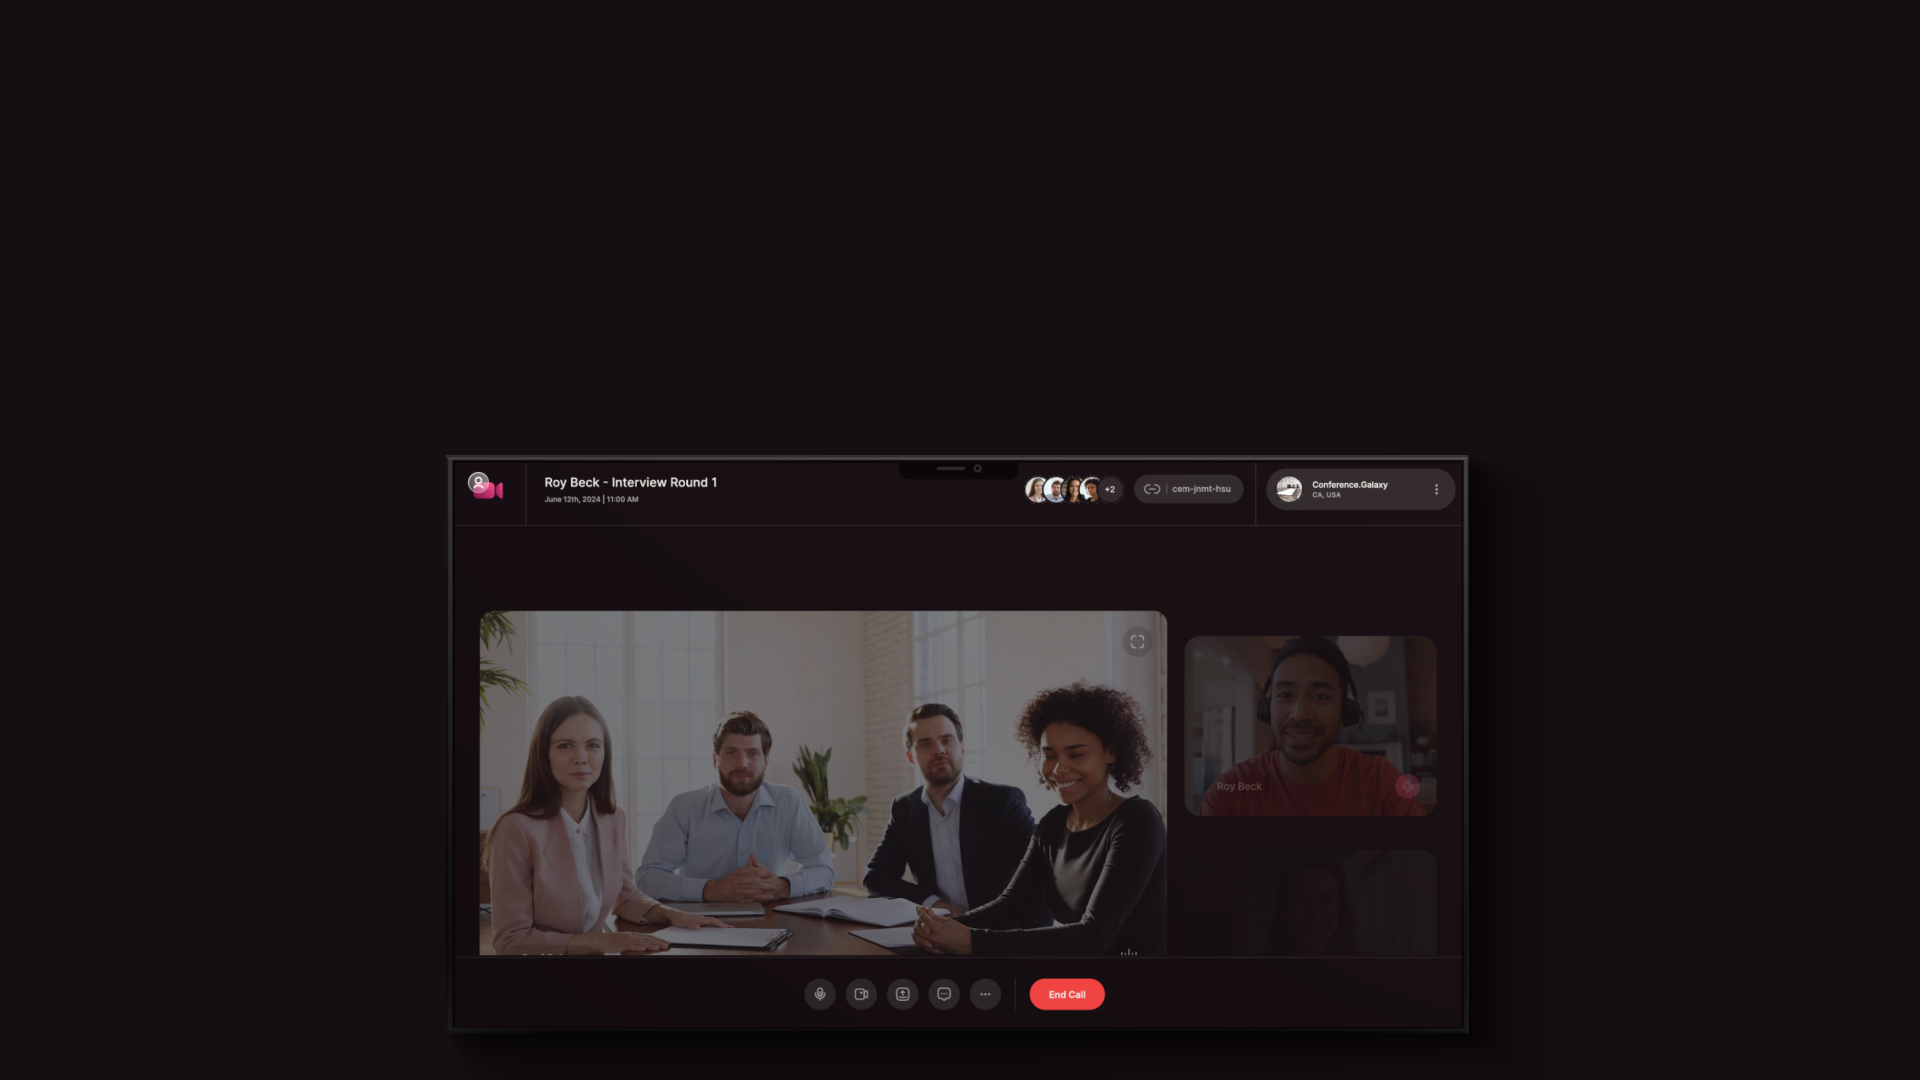 Roy Beck - Interview Round 1
June 12th, 2024 | 11:00 AM
+2
cem-jnmt-hsu
Conference.Galaxy
CA, USA
Roy Beck
End Call